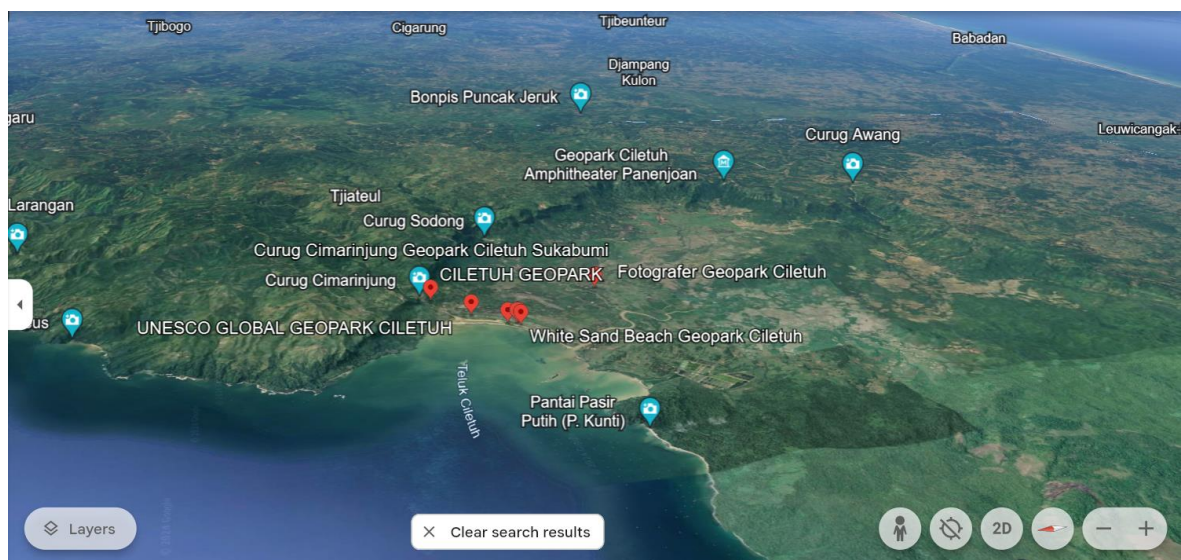 Tjibogo
Cigarung
Tjibeunteur
Babadan
Djampang
Kulon
Bonpis Puncak Jeruk
garu
Leuwicangak-
Curug Awang
Geopark Ciletuh
Amphitheater Panenjoan
Tjiateul
Larangan
Curug Sodong
Curug Cimarinjung Geopark Ciletuh Sukabumi
Curug Cimarinjung
CILETUH GEOPARK
Fotografer Geopark Ciletuh
us
UNESCO GLOBAL GEOPARK CILETUH
White Sand Beach Geopark Ciletuh
Teluk Ciletuh
Pantai Pasir
Putih (P. Kunti)
Layers
Clear search results
2D